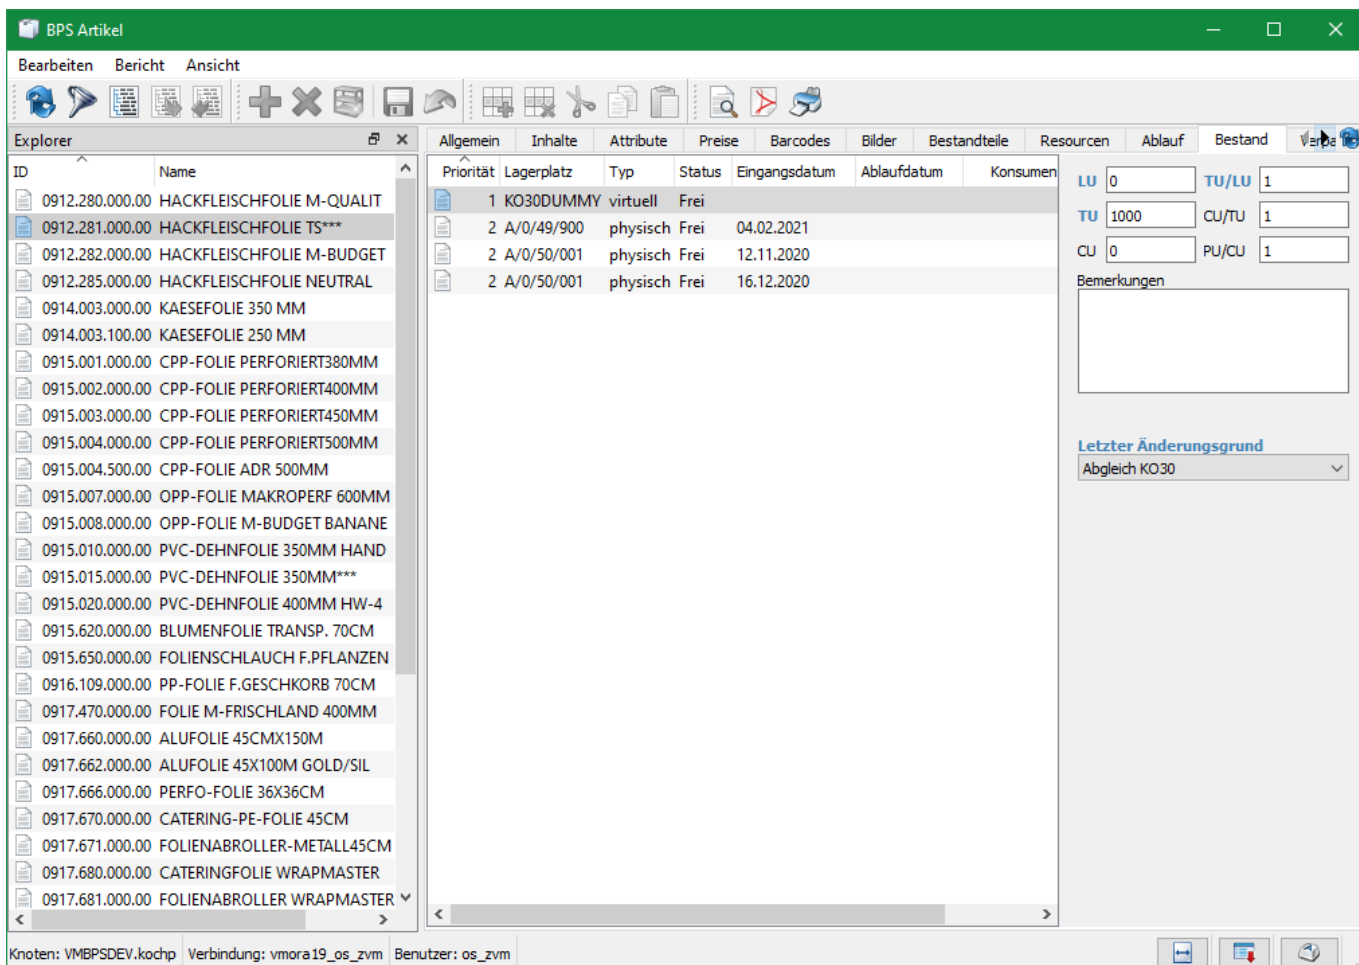 BPS Artikel
Bearbeiten Bericht Ansicht
Explorer
ID Name
0912.280.000.00 HACKFLEISCHFOLIE M-QUALIT
0912.281.000.00 HACKFLEISCHFOLIE TS***
0912.282.000.00 HACKFLEISCHFOLIE M-BUDGET
0912.285.000.00 HACKFLEISCHFOLIE NEUTRAL
0914.003.000.00 KAESEFOLIE 350 MM
0914.003.100.00 KAESEFOLIE 250 MM
0915.001.000.00 CPP-FOLIE PERFORIERT380MM
0915.002.000.00 CPP-FOLIE PERFORIERT400MM
0915.003.000.00 CPP-FOLIE PERFORIERT450MM
0915.004.000.00 CPP-FOLIE PERFORIERT500MM
0915.004.500.00 CPP-FOLIE ADR 500MM
0915.007.000.00 OPP-FOLIE MAKROPERF 600MM
0915.008.000.00 OPP-FOLIE M-BUDGET BANANE
0915.010.000.00 PVC-DEHNFOLIE 350MM HAND
0915.015.000.00 PVC-DEHNFOLIE 350MM***
0915.020.000.00 PVC-DEHNFOLIE 400MM HW-4
0915.620.000.00 BLUMENFOLIE TRANSP. 70CM
0915.650.000.00 FOLIENSCHLAUCH F.PFLANZEN
0916.109.000.00 PP-FOLIE F.GESCHKORB 70CM
0917.470.000.00 FOLIE M-FRISCHLAND 400MM
0917.660.000.00 ALUFOLIE 45CMX150M
0917.662.000.00 ALUFOLIE 45X100M GOLD/SIL
0917.666.000.00 PERFO-FOLIE 36X36CM
0917.670.000.00 CATERING-PE-FOLIE 45CM
0917.671.000.00 FOLIENABROLLER-METALL45CM
0917.680.000.00 CATERINGFOLIE WRAPMASTER
0917.681.000.00 FOLIENABROLLER WRAPMASTER
Allgemein Inhalte Attribute Preise Barcodes Bilder Bestandteile Resourcen Ablauf Bestand
Priorität Lagerplatz Typ Status Eingangsdatum Ablaufdatum Konsumen
1 KO30DUMMY virtuell Frei
2 A/0/49/900 physisch Frei 04.02.2021
2 A/0/50/001 physisch Frei 12.11.2020
2 A/0/50/001 physisch Frei 16.12.2020
LU 0 TU/LU 1
TU 1000 CU/TU 1
CU 0 PU/CU 1
Bemerkungen
Letzter Änderungsgrund
Abgleich KO30
Knoten: VMBPSDEV.kochp Verbindung: vmora19_os_zvm Benutzer: os_zvm